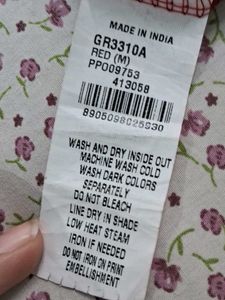 MADE IN INDIA
GR3310A
RED (M)
PP009753
413058
8905098025930
WASH AND DRY INSIDE OUT
MACHINE WASH COLD
WASH DARK COLORS
SEPARATELY
DO NOT BLEACH
LINE DRY IN SHADE
LOW HEAT STEAM
IRON IF NEEDED
DO NOT IRON ON PRINT
EMBELLISHMENT